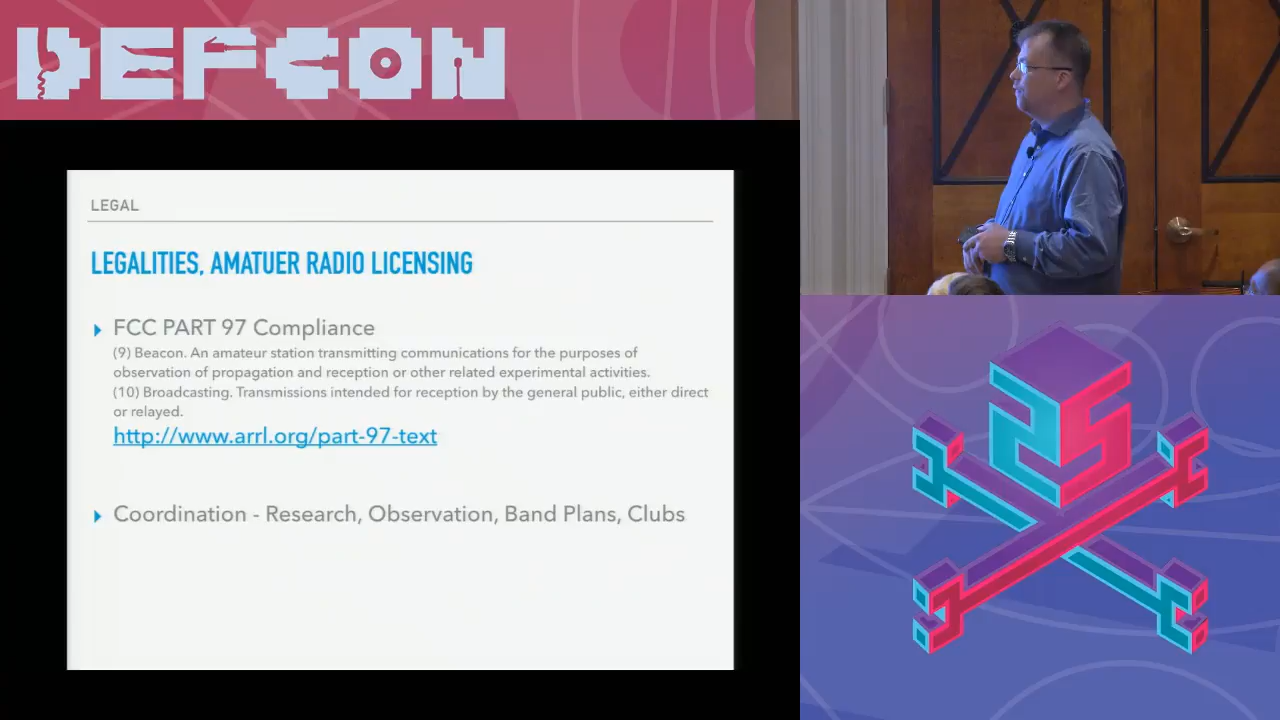 DEFCON
LEGAL
LEGALITIES, AMATUER RADIO LICENSING
FCC PART 97 Compliance
(9) Beacon. An amateur station transmitting communications for the purposes of
observation of propagation and reception or other related experimental activities.
(10) Broadcasting. Transmissions intended for reception by the general public, either direct
or relayed.
http://www.arrl.org/part-97-text
Coordination - Research, Observation, Band Plans, Clubs
25